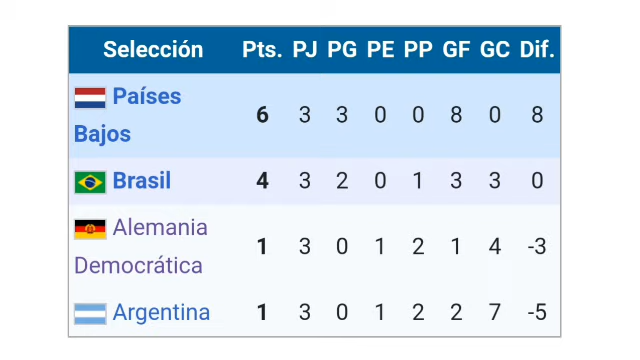 Selección Pts. PJ PG PE PP GF GC Dif.
Países
Bajos 6 3 3 0 0 8 0 8
Brasil 4 3 2 0 1 3 3 0
Alemania
Democrática 1 3 0 1 2 1 4 -3
Argentina 1 3 0 1 2 2 7 -5